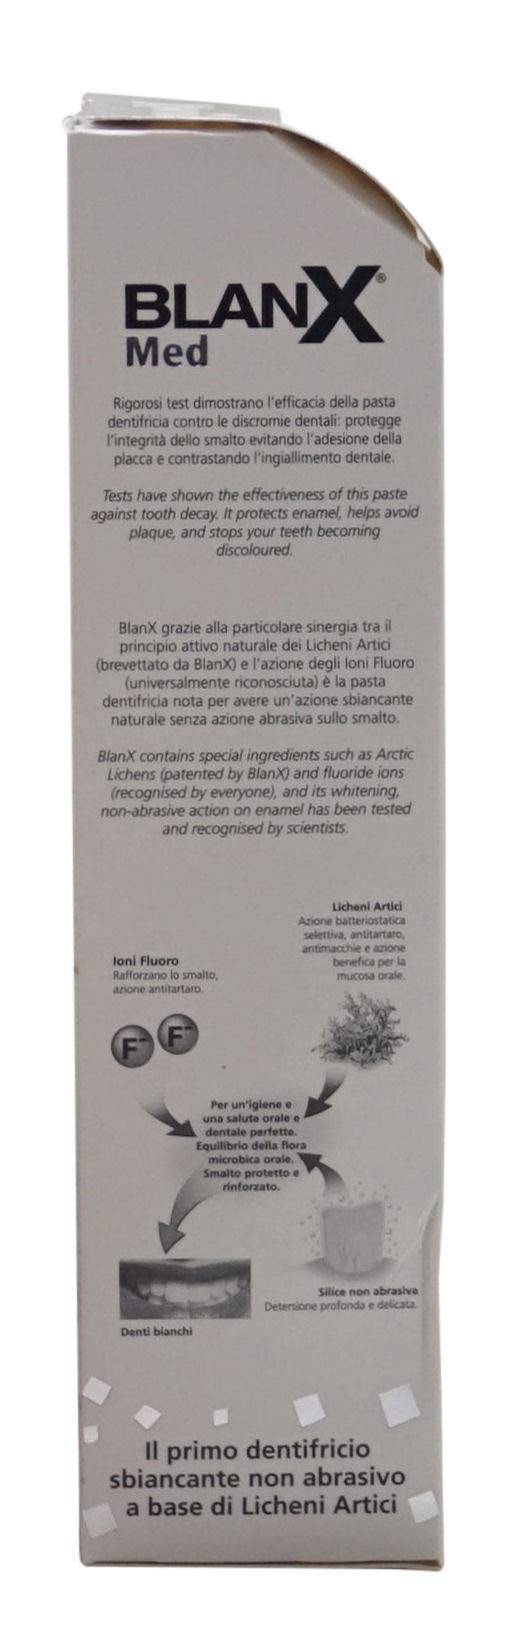 BLANX®
Med
Rigorosi test dimostrano l'efficacia della pasta
dentifricia contro le discromie dentali: protegge
l'integrità dello smalto evitando l'adesione della
placca e contrastando l'ingiallimento dentale.
Tests have shown the effectiveness of this paste
against tooth decay. It protects enamel, helps avoid
plaque, and stops your teeth becoming
discoloured.
BlanX grazie alla particolare sinergia tra il
principio attivo naturale dei Licheni Artici
(brevettato da BlanX) e l'azione degli Ioni Fluoro
(universalmente riconosciuta) è la pasta
dentifricia nota per avere un'azione sbiancante
naturale senza azione abrasiva sullo smalto.
BlanX contains special ingredients such as Arctic
Lichens (patented by BlanX) and fluoride ions
(recognised by everyone), and its whitening,
non-abrasive action on enamel has been tested
and recognised by scientists.
Licheni Artici
Azione batteriostatica
selettiva, antitartaro,
antimacchie e azione
benefica per la
mucosa orale.
Ioni Fluoro
Rafforzano lo smalto,
azione antitartaro.
F⁻ F⁻
Per un'igiene e
una salute orale e
dentale perfette.
Equilibrio della flora
microbica orale.
Smalto protetto e
rinforzato.
Silice non abrasiva
Detersione profonda e delicata.
Denti bianchi
Il primo dentifricio
sbiancante non abrasivo
a base di Licheni Artici